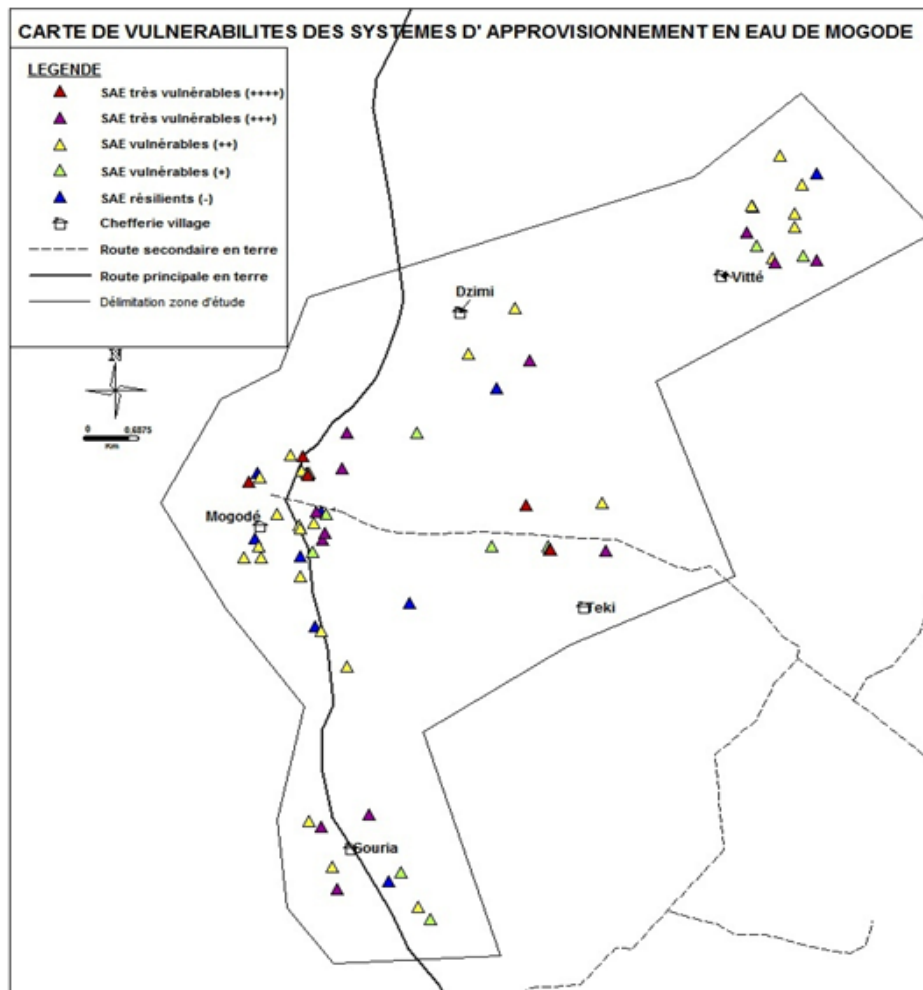 CARTE DE VULNERABILITES DES SYSTEMES D' APPROVISIONNEMENT EN EAU DE MOGODE
LEGENDE
SAE très vulnérables (++++)
SAE très vulnérables (+++)
SAE vulnérables (++)
SAE vulnérables (+)
SAE résilients (-)
Chefferie village
Route secondaire en terre
Route principale en terre
Délimitation zone d'étude
N
0 0.6875
Km
Vitté
Dzimi
Mogodé
Teki
Souria